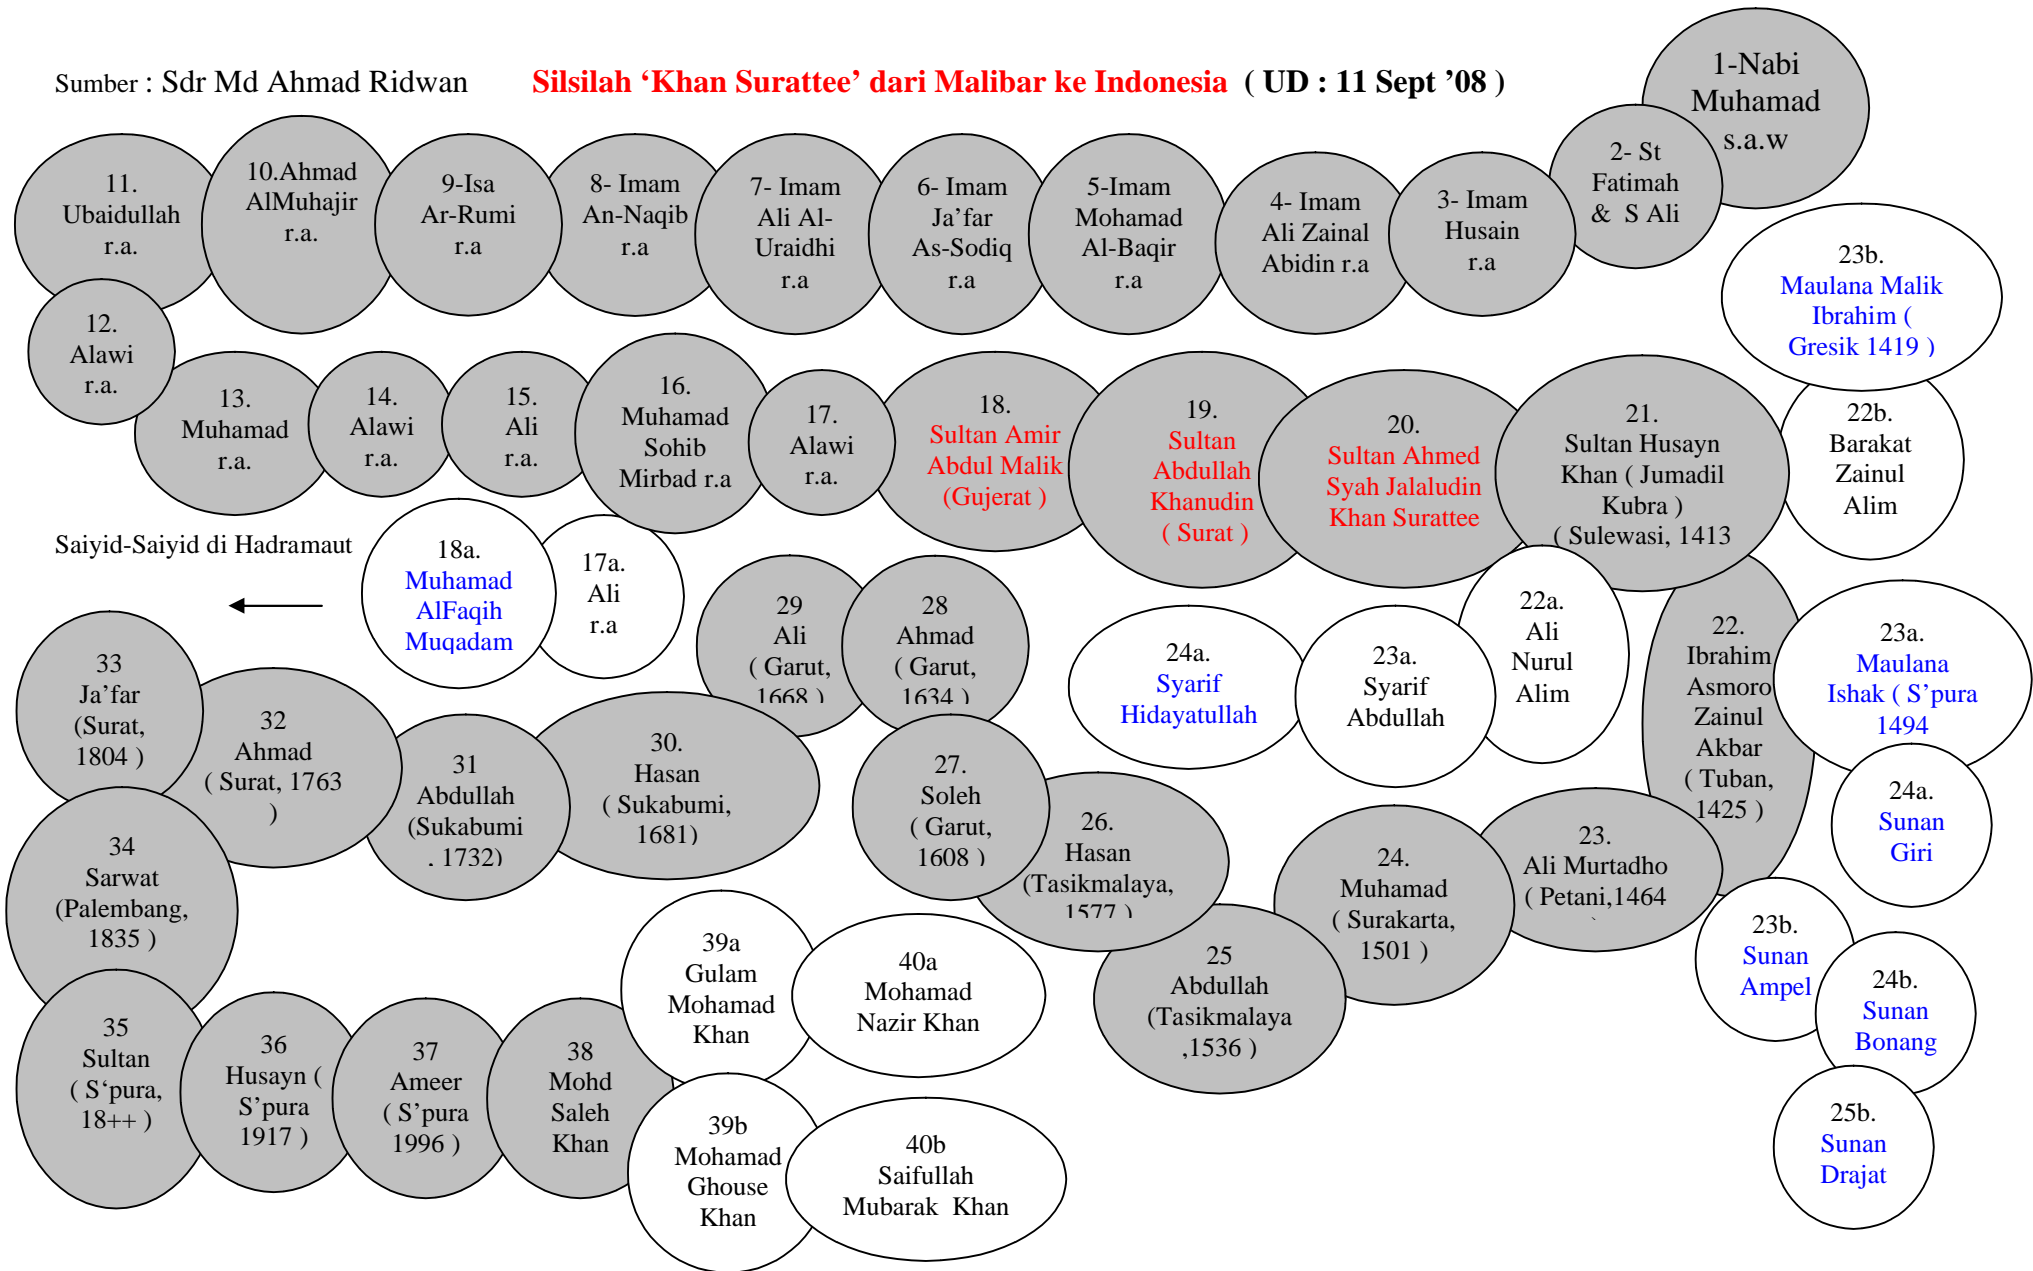 Sumber : Sdr Md Ahmad Ridwan Silsilah ‘Khan Surattee’ dari Malibar ke Indonesia ( UD : 11 Sept ’08 )
1-Nabi
Muhamad
s.a.w
2- St
Fatimah
& S Ali
3- Imam
Husain
r.a
4- Imam
Ali Zainal
Abidin r.a
5-Imam
Mohamad
Al-Baqir
r.a
6- Imam
Ja’far
As-Sodiq
r.a
7- Imam
Ali Al-
Uraidhi
r.a
8- Imam
An-Naqib
r.a
9-Isa
Ar-Rumi
r.a
10.Ahmad
AlMuhajir
r.a.
11.
Ubaidullah
r.a.
12.
Alawi
r.a.
13.
Muhamad
r.a.
14.
Alawi
r.a.
15.
Ali
r.a.
16.
Muhamad
Sohib
Mirbad r.a
17.
Alawi
r.a.
18.
Sultan Amir
Abdul Malik
(Gujerat )
19.
Sultan
Abdullah
Khanudin
( Surat )
20.
Sultan Ahmed
Syah Jalaludin
Khan Surattee
21.
Sultan Husayn
Khan ( Jumadil
Kubra )
( Sulewasi, 1413
22b.
Barakat
Zainul
Alim
23b.
Maulana Malik
Ibrahim (
Gresik 1419 )
Saiyid-Saiyid di Hadramaut
18a.
Muhamad
AlFaqih
Muqadam
17a.
Ali
r.a
29
Ali
( Garut,
1668 )
28
Ahmad
( Garut,
1634 )
24a.
Syarif
Hidayatullah
23a.
Syarif
Abdullah
22a.
Ali
Nurul
Alim
22.
Ibrahim
Asmoro
Zainul
Akbar
( Tuban,
1425 )
23a.
Maulana
Ishak ( S’pura
1494
24a.
Sunan
Giri
33
Ja’far
(Surat,
1804 )
32
Ahmad
( Surat, 1763
)
31
Abdullah
(Sukabumi
, 1732)
30.
Hasan
( Sukabumi,
1681)
27.
Soleh
( Garut,
1608 )
26.
Hasan
(Tasikmalaya,
1577 )
25
Abdullah
(Tasikmalaya
,1536 )
24.
Muhamad
( Surakarta,
1501 )
23.
Ali Murtadho
( Petani,1464
23b.
Sunan
Ampel
24b.
Sunan
Bonang
25b.
Sunan
Drajat
34
Sarwat
(Palembang,
1835 )
35
Sultan
( S‘pura,
18++ )
36
Husayn (
S’pura
1917 )
37
Ameer
( S’pura
1996 )
38
Mohd
Saleh
Khan
39a
Gulam
Mohamad
Khan
40a
Mohamad
Nazir Khan
39b
Mohamad
Ghouse
Khan
40b
Saifullah
Mubarak Khan